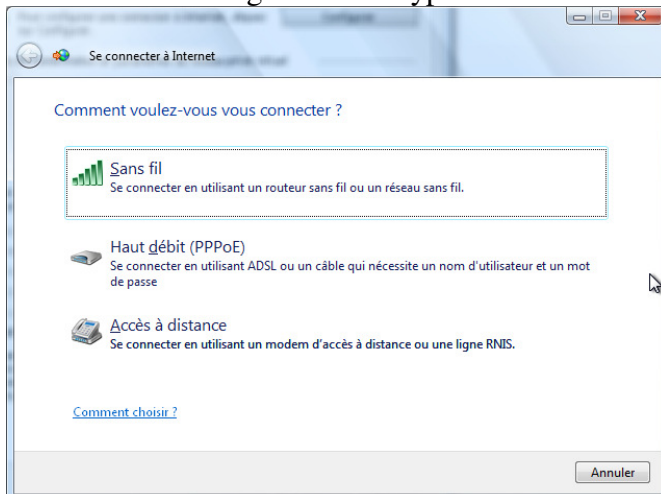 Se connecter à Internet
Comment voulez-vous vous connecter ?
Sans fil
Se connecter en utilisant un routeur sans fil ou un réseau sans fil.
Haut débit (PPPoE)
Se connecter en utilisant ADSL ou un câble qui nécessite un nom d'utilisateur et un mot
de passe
Accès à distance
Se connecter en utilisant un modem d'accès à distance ou une ligne RNIS.
Comment choisir ?
Annuler